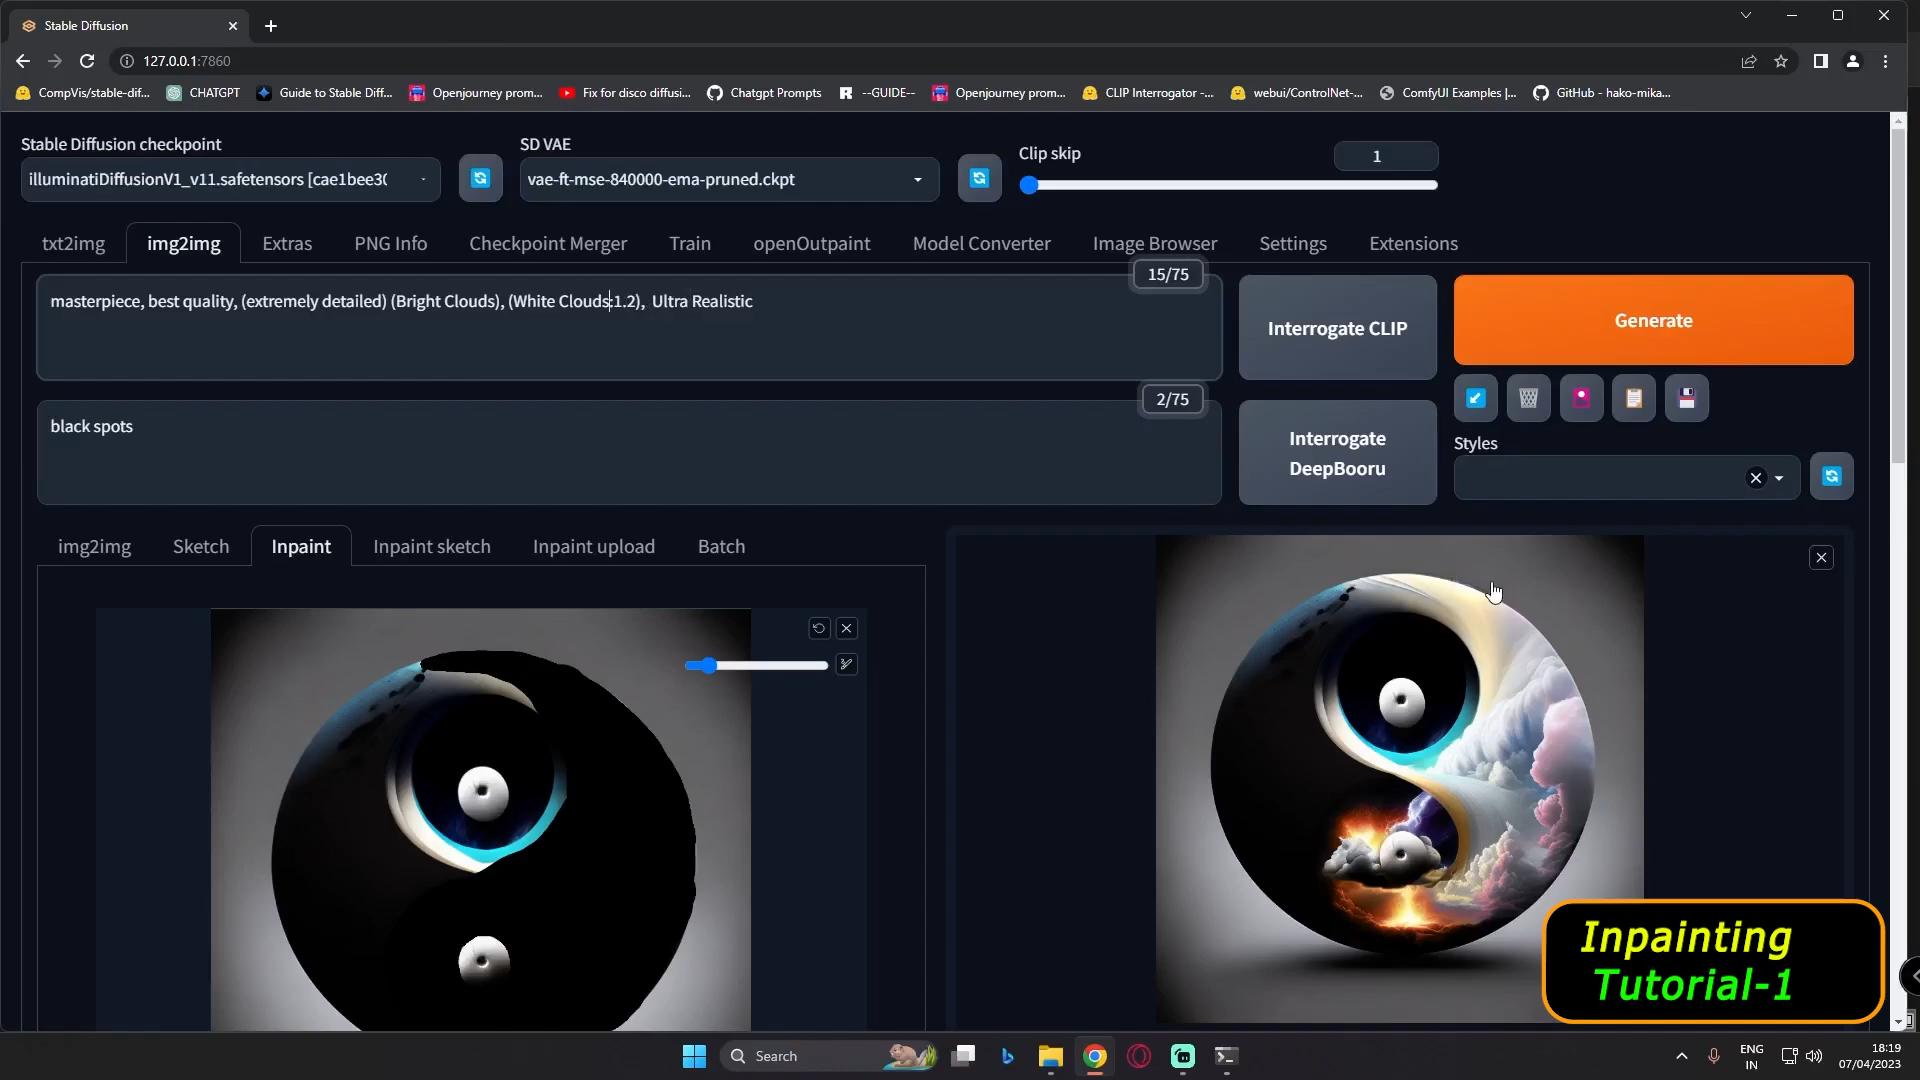 Stable Diffusion
127.0.0.1:7860
CompVis/stable-dif...
CHATGPT
Guide to Stable Diff...
Openjourney prom...
Fix for disco diffusi...
Chatgpt Prompts
--GUIDE--
Openjourney prom...
CLIP Interrogator -...
webui/ControlNet-...
ComfyUI Examples |...
GitHub - hako-mika...
Stable Diffusion checkpoint
SD VAE
Clip skip
1
illuminatiDiffusionV1_v11.safetensors [cae1bee30
vae-ft-mse-840000-ema-pruned.ckpt
txt2img
img2img
Extras
PNG Info
Checkpoint Merger
Train
openOutpaint
Model Converter
Image Browser
Settings
Extensions
15/75
masterpiece, best quality, (extremely detailed) (Bright Clouds), (White Clouds:1.2), Ultra Realistic
Interrogate CLIP
Generate
2/75
black spots
Interrogate
DeepBooru
Styles
img2img
Sketch
Inpaint
Inpaint sketch
Inpaint upload
Batch
Inpainting
Tutorial-1
Search
ENG
IN
18:19
07/04/2023